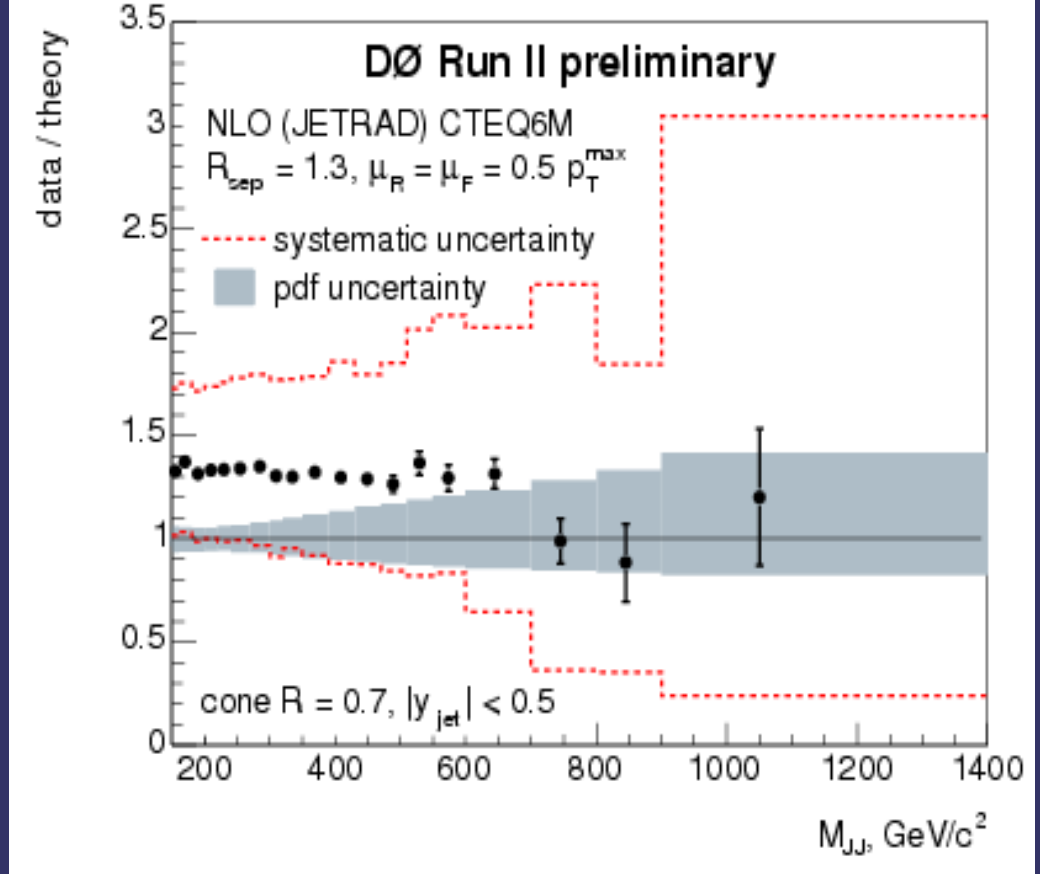 DØ Run II preliminary
NLO (JETRAD) CTEQ6M
R_sep = 1.3, μ_R = μ_F = 0.5 p_T^max
systematic uncertainty
pdf uncertainty
cone R = 0.7, |y_jet| < 0.5
data / theory
3.5
3
2.5
2
1.5
1
0.5
0
200 400 600 800 1000 1200 1400
M_JJ, GeV/c²